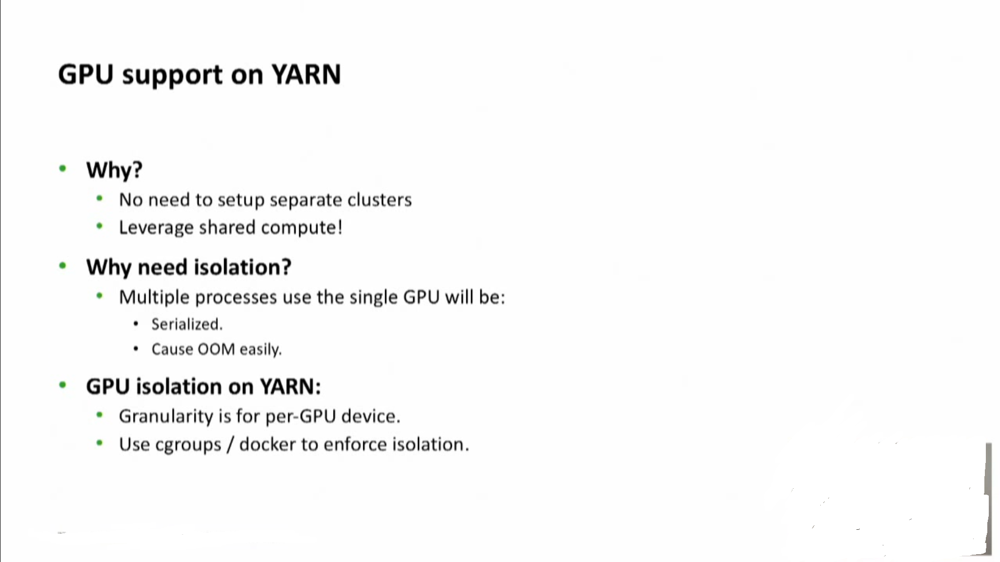 GPU support on YARN
• Why?
• No need to setup separate clusters
• Leverage shared compute!
• Why need isolation?
• Multiple processes use the single GPU will be:
• Serialized.
• Cause OOM easily.
• GPU isolation on YARN:
• Granularity is for per-GPU device.
• Use cgroups / docker to enforce isolation.